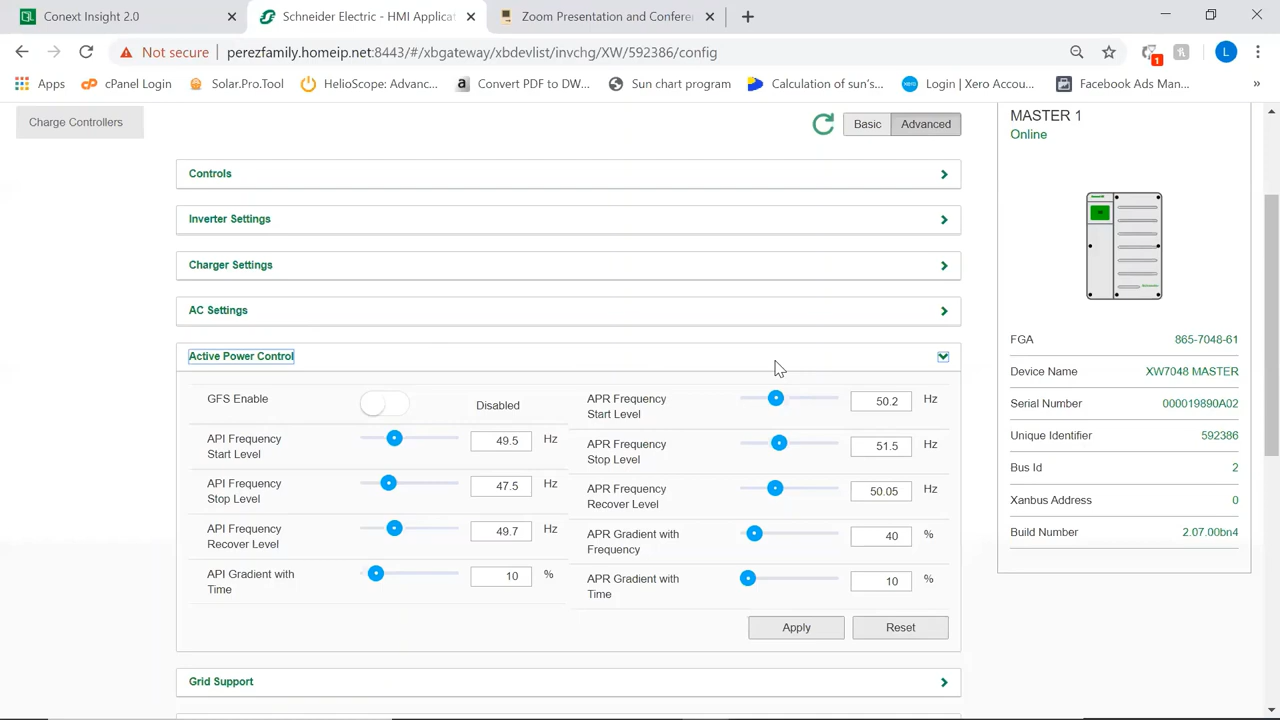 Conext Insight 2.0
Schneider Electric - HMI Applicat
Zoom Presentation and Conferen
Not secure
perezfamily.homeip.net:8443/#/xbgateway/xbdevlist/invchg/XW/592386/config
1
L
Apps
cPanel Login
Solar.Pro.Tool
HelioScope: Advanc...
Convert PDF to DW...
Sun chart program
Calculation of sun's...
Login | Xero Accou...
Facebook Ads Man...
»
Charge Controllers
Basic
Advanced
MASTER 1
Online
Controls
Inverter Settings
Charger Settings
AC Settings
Active Power Control
GFS Enable
Disabled
API Frequency
Start Level
49.5
Hz
API Frequency
Stop Level
47.5
Hz
API Frequency
Recover Level
49.7
Hz
API Gradient with
Time
10
%
APR Frequency
Start Level
50.2
Hz
APR Frequency
Stop Level
51.5
Hz
APR Frequency
Recover Level
50.05
Hz
APR Gradient with
Frequency
40
%
APR Gradient with
Time
10
%
Apply
Reset
Grid Support
FGA 865-7048-61
Device Name XW7048 MASTER
Serial Number 000019890A02
Unique Identifier 592386
Bus Id 2
Xanbus Address 0
Build Number 2.07.00bn4